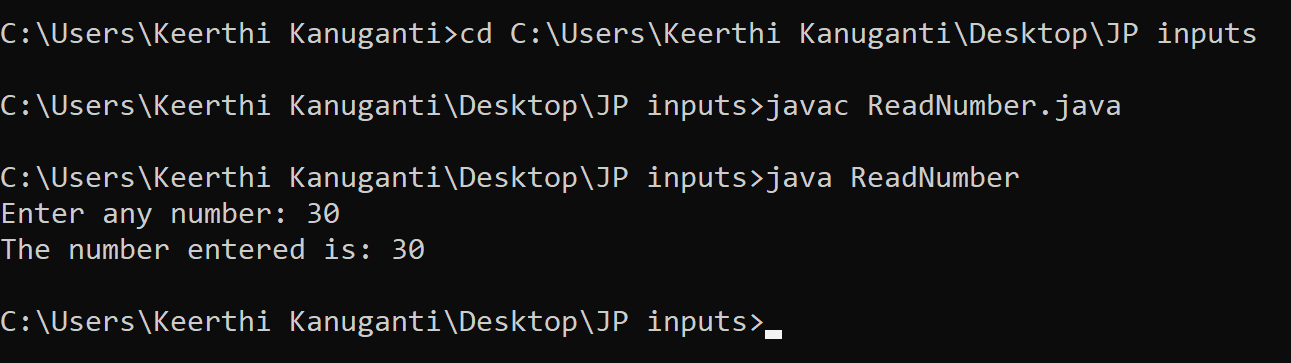 C:\Users\Keerthi Kanuganti>cd C:\Users\Keerthi Kanuganti\Desktop\JP inputs
C:\Users\Keerthi Kanuganti\Desktop\JP inputs>javac ReadNumber.java
C:\Users\Keerthi Kanuganti\Desktop\JP inputs>java ReadNumber
Enter any number: 30
The number entered is: 30
C:\Users\Keerthi Kanuganti\Desktop\JP inputs>